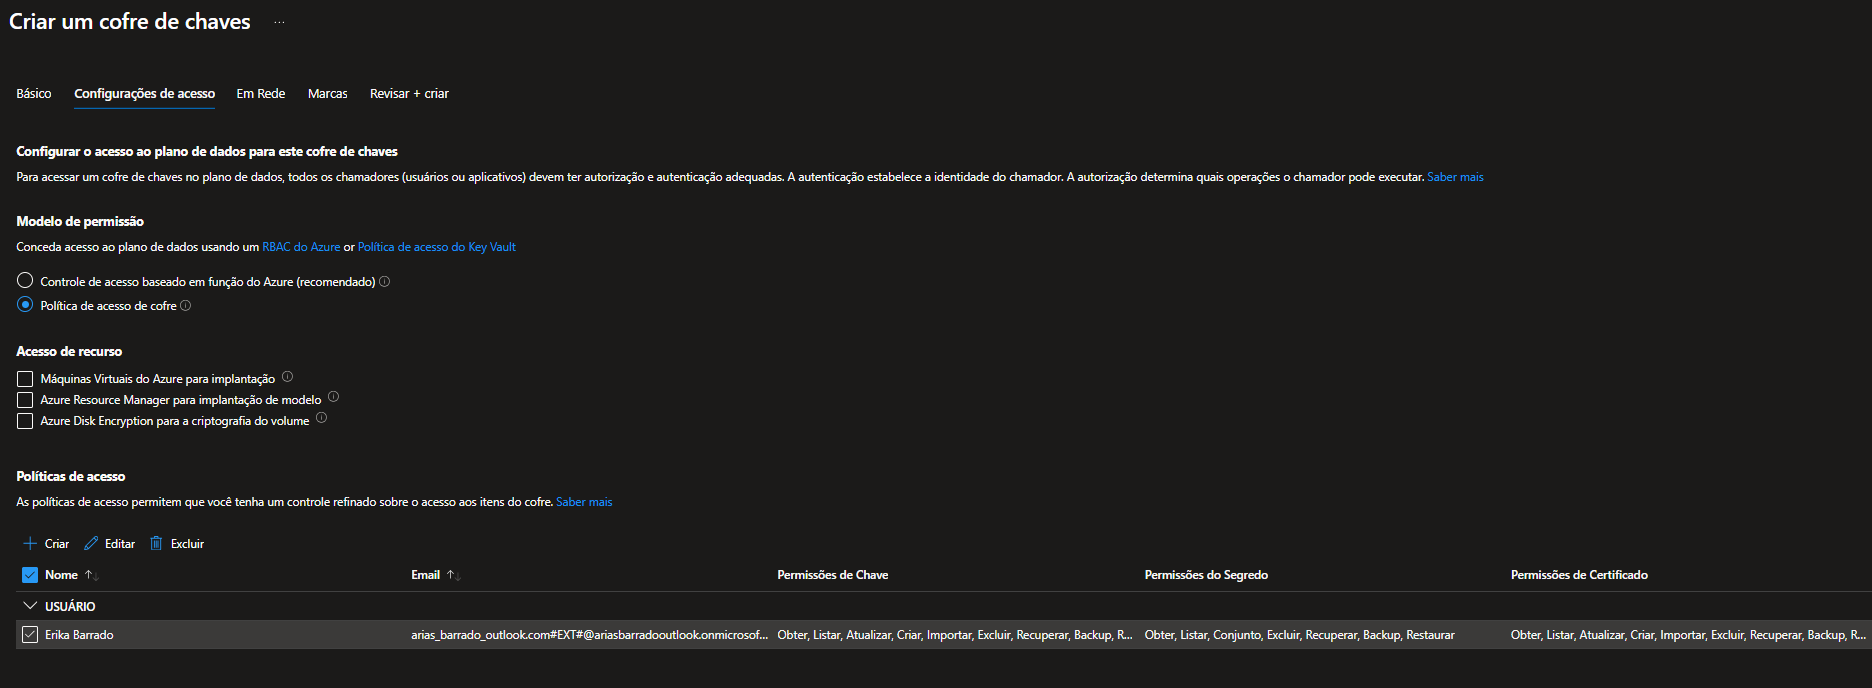 Criar um cofre de chaves ...
Básico Configurações de acesso Em Rede Marcas Revisar + criar
Configurar o acesso ao plano de dados para este cofre de chaves
Para acessar um cofre de chaves no plano de dados, todos os chamadores (usuários ou aplicativos) devem ter autorização e autenticação adequadas. A autenticação estabelece a identidade do chamador. A autorização determina quais operações o chamador pode executar. Saber mais
Modelo de permissão
Conceda acesso ao plano de dados usando um RBAC do Azure or Política de acesso do Key Vault
Controle de acesso baseado em função do Azure (recomendado)
Política de acesso de cofre
Acesso de recurso
Máquinas Virtuais do Azure para implantação
Azure Resource Manager para implantação de modelo
Azure Disk Encryption para a criptografia do volume
Políticas de acesso
As políticas de acesso permitem que você tenha um controle refinado sobre o acesso aos itens do cofre. Saber mais
Criar Editar Excluir
Nome Email Permissões de Chave Permissões do Segredo Permissões de Certificado
USUÁRIO
Erika Barrado arias_barrado_outlook.com#EXT#@ariasbarradooutlook.onmicrosof... Obter, Listar, Atualizar, Criar, Importar, Excluir, Recuperar, Backup, R... Obter, Listar, Conjunto, Excluir, Recuperar, Backup, Restaurar Obter, Listar, Atualizar, Criar, Importar, Excluir, Recuperar, Backup, R...